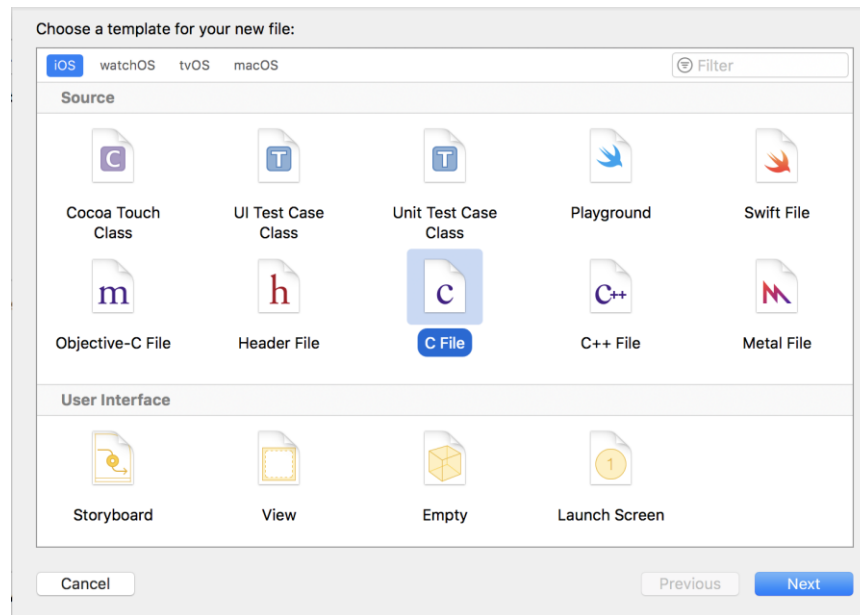 Choose a template for your new file:
iOS watchOS tvOS macOS Filter
Source
C T T
Cocoa Touch Class UI Test Case Class Unit Test Case Class Playground Swift File
m h c C++
Objective-C File Header File C File C++ File Metal File
User Interface
1
Storyboard View Empty Launch Screen
Cancel Previous Next